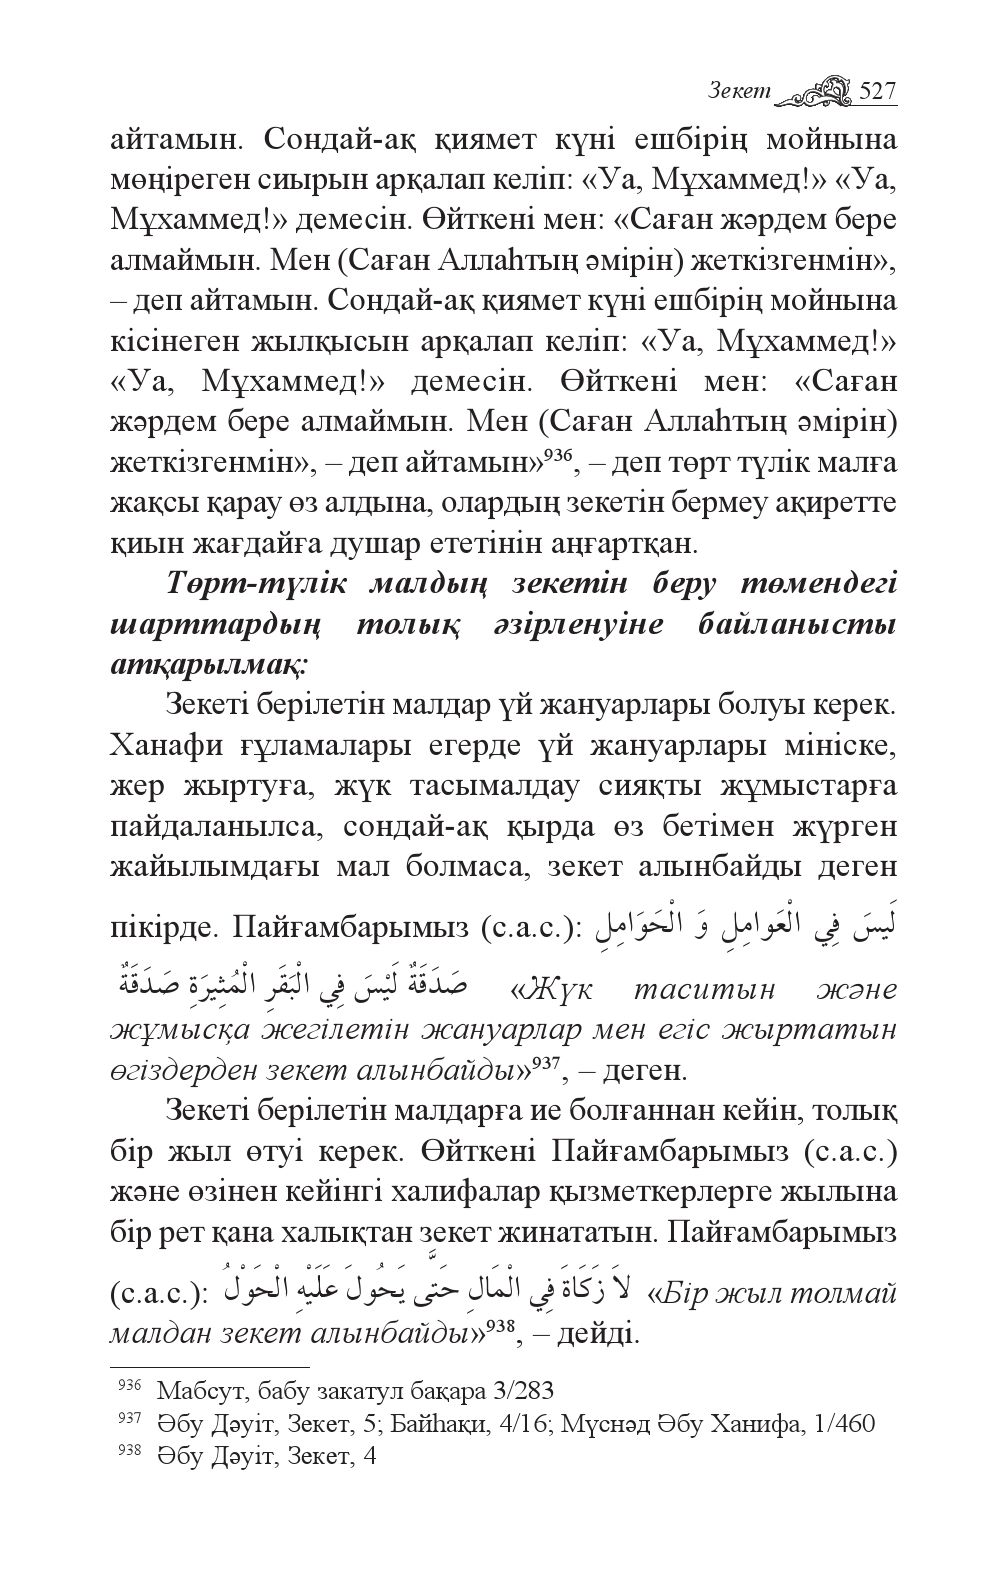 Зекет 527
айтамын. Сондай-ақ қиямет күні ешбірің мойнына
мөңіреген сиырын арқалап келіп: «Уа, Мұхаммед!» «Уа,
Мұхаммед!» демесін. Өйткені мен: «Саған жәрдем бере
алмаймын. Мен (Саған Аллаһтың әмірін) жеткізгенмін»,
– деп айтамын. Сондай-ақ қиямет күні ешбірің мойнына
кісінеген жылқысын арқалап келіп: «Уа, Мұхаммед!»
«Уа, Мұхаммед!» демесін. Өйткені мен: «Саған
жәрдем бере алмаймын. Мен (Саған Аллаһтың әмірін)
жеткізгенмін», – деп айтамын»⁹³⁶, – деп төрт түлік малға
жақсы қарау өз алдына, олардың зекетін бермеу ақиретте
қиын жағдайға душар ететінін аңғартқан.
Төрт-түлік малдың зекетін беру төмендегі
шарттардың толық әзірленуіне байланысты
атқарылмақ:
Зекеті берілетін малдар үй жануарлары болуы керек.
Ханафи ғұламалары егерде үй жануарлары мініске,
жер жыртуға, жүк тасымалдау сияқты жұмыстарға
пайдаланылса, сондай-ақ қырда өз бетімен жүрген
жайылымдағы мал болмаса, зекет алынбайды деген
пікірде. Пайғамбарымыз (с.а.с.): لَيسَ فِي الْعَوامِلِ وَ الْحَوَامِلِ
صَدَقَةٌ لَيْسَ فِي الْبَقَرِ الْمُثِيرَةِ صَدَقَةٌ «Жүк таситын және
жұмысқа жегілетін жануарлар мен егіс жыртатын
өгіздерден зекет алынбайды»⁹³⁷, – деген.
Зекеті берілетін малдарға ие болғаннан кейін, толық
бір жыл өтуі керек. Өйткені Пайғамбарымыз (с.а.с.)
және өзінен кейінгі халифалар қызметкерлерге жылына
бір рет қана халықтан зекет жинататын. Пайғамбарымыз
(с.а.с.): لاَ زَكَاةَ فِي الْمَالِ حَتَّى يَحُولَ عَلَيْهِ الْحَوْلُ «Бір жыл толмай
малдан зекет алынбайды»⁹³⁸, – дейді.
⁹³⁶ Мабсут, бабу закатул бақара 3/283
⁹³⁷ Әбу Дәуіт, Зекет, 5; Байһақи, 4/16; Мүснәд Әбу Ханифа, 1/460
⁹³⁸ Әбу Дәуіт, Зекет, 4